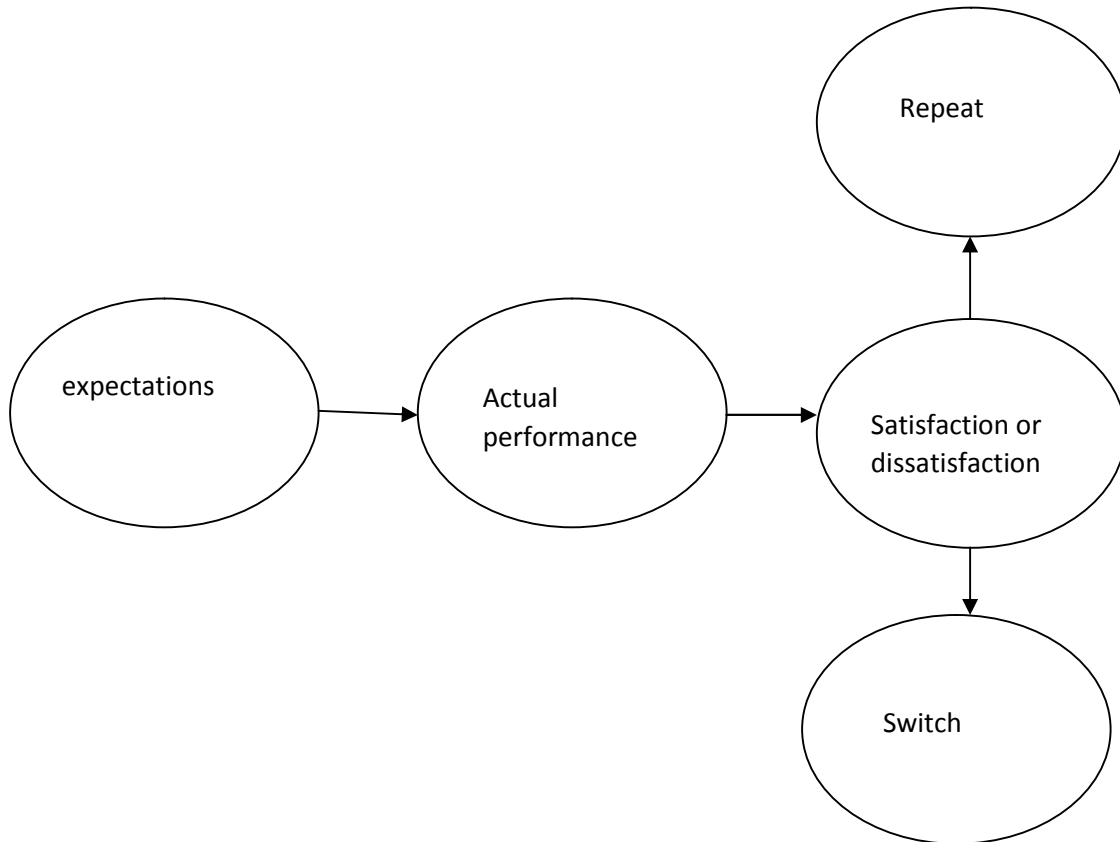 Repeat
expectations
Actual
performance
Satisfaction or
dissatisfaction
Switch